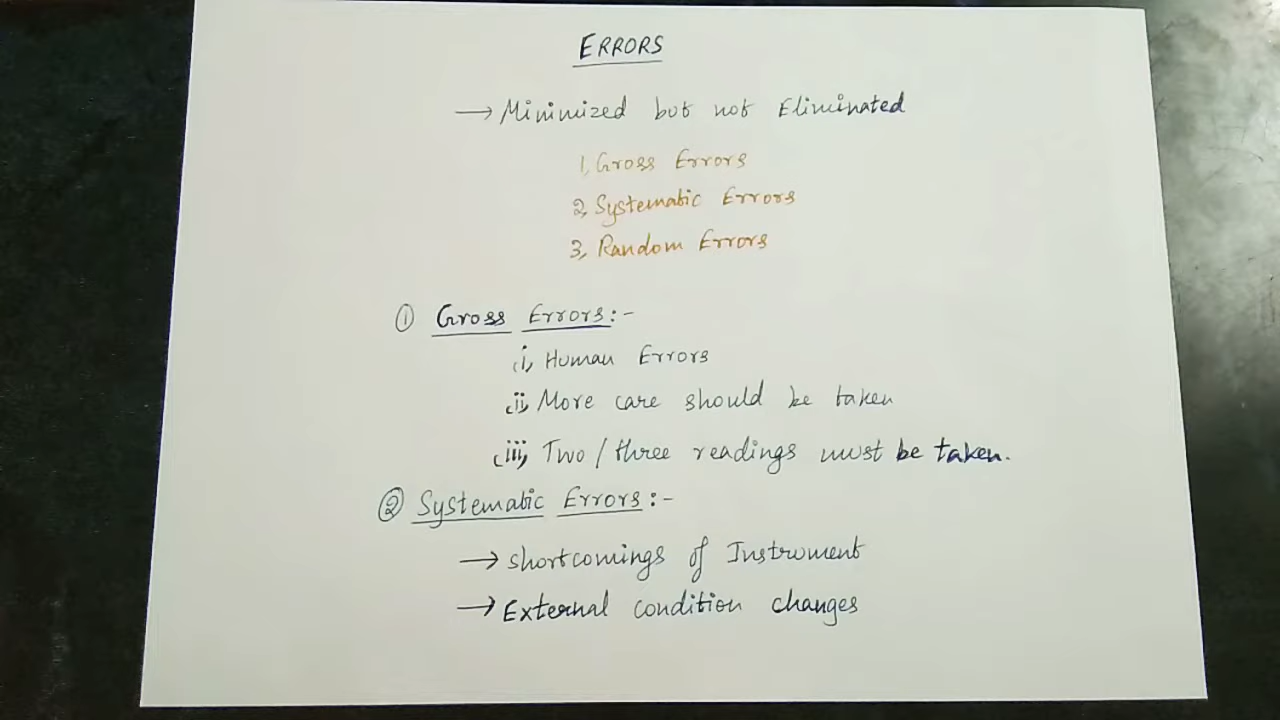 ERRORS
→ Minimized but not Eliminated
1, Gross Errors
2, Systematic Errors
3, Random Errors
① Gross Errors:-
(i, Human Errors
(ii, More care should be taken
(iii, Two / three readings must be taken.
② Systematic Errors:-
→ shortcomings of Instrument
→ External condition changes